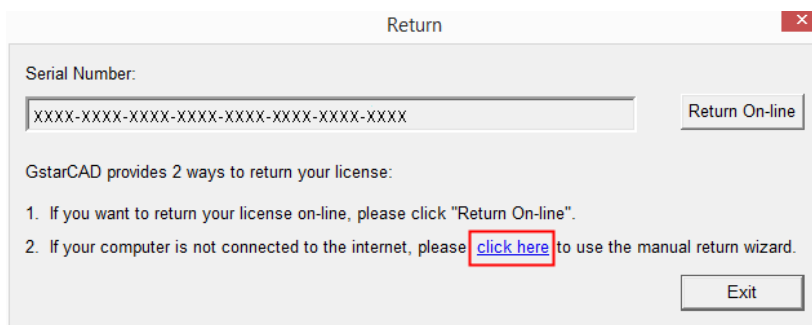 Return
Serial Number:
XXXX-XXXX-XXXX-XXXX-XXXX-XXXX-XXXX-XXXX
Return On-line
GstarCAD provides 2 ways to return your license:
1. If you want to return your license on-line, please click "Return On-line".
2. If your computer is not connected to the internet, please click here to use the manual return wizard.
Exit